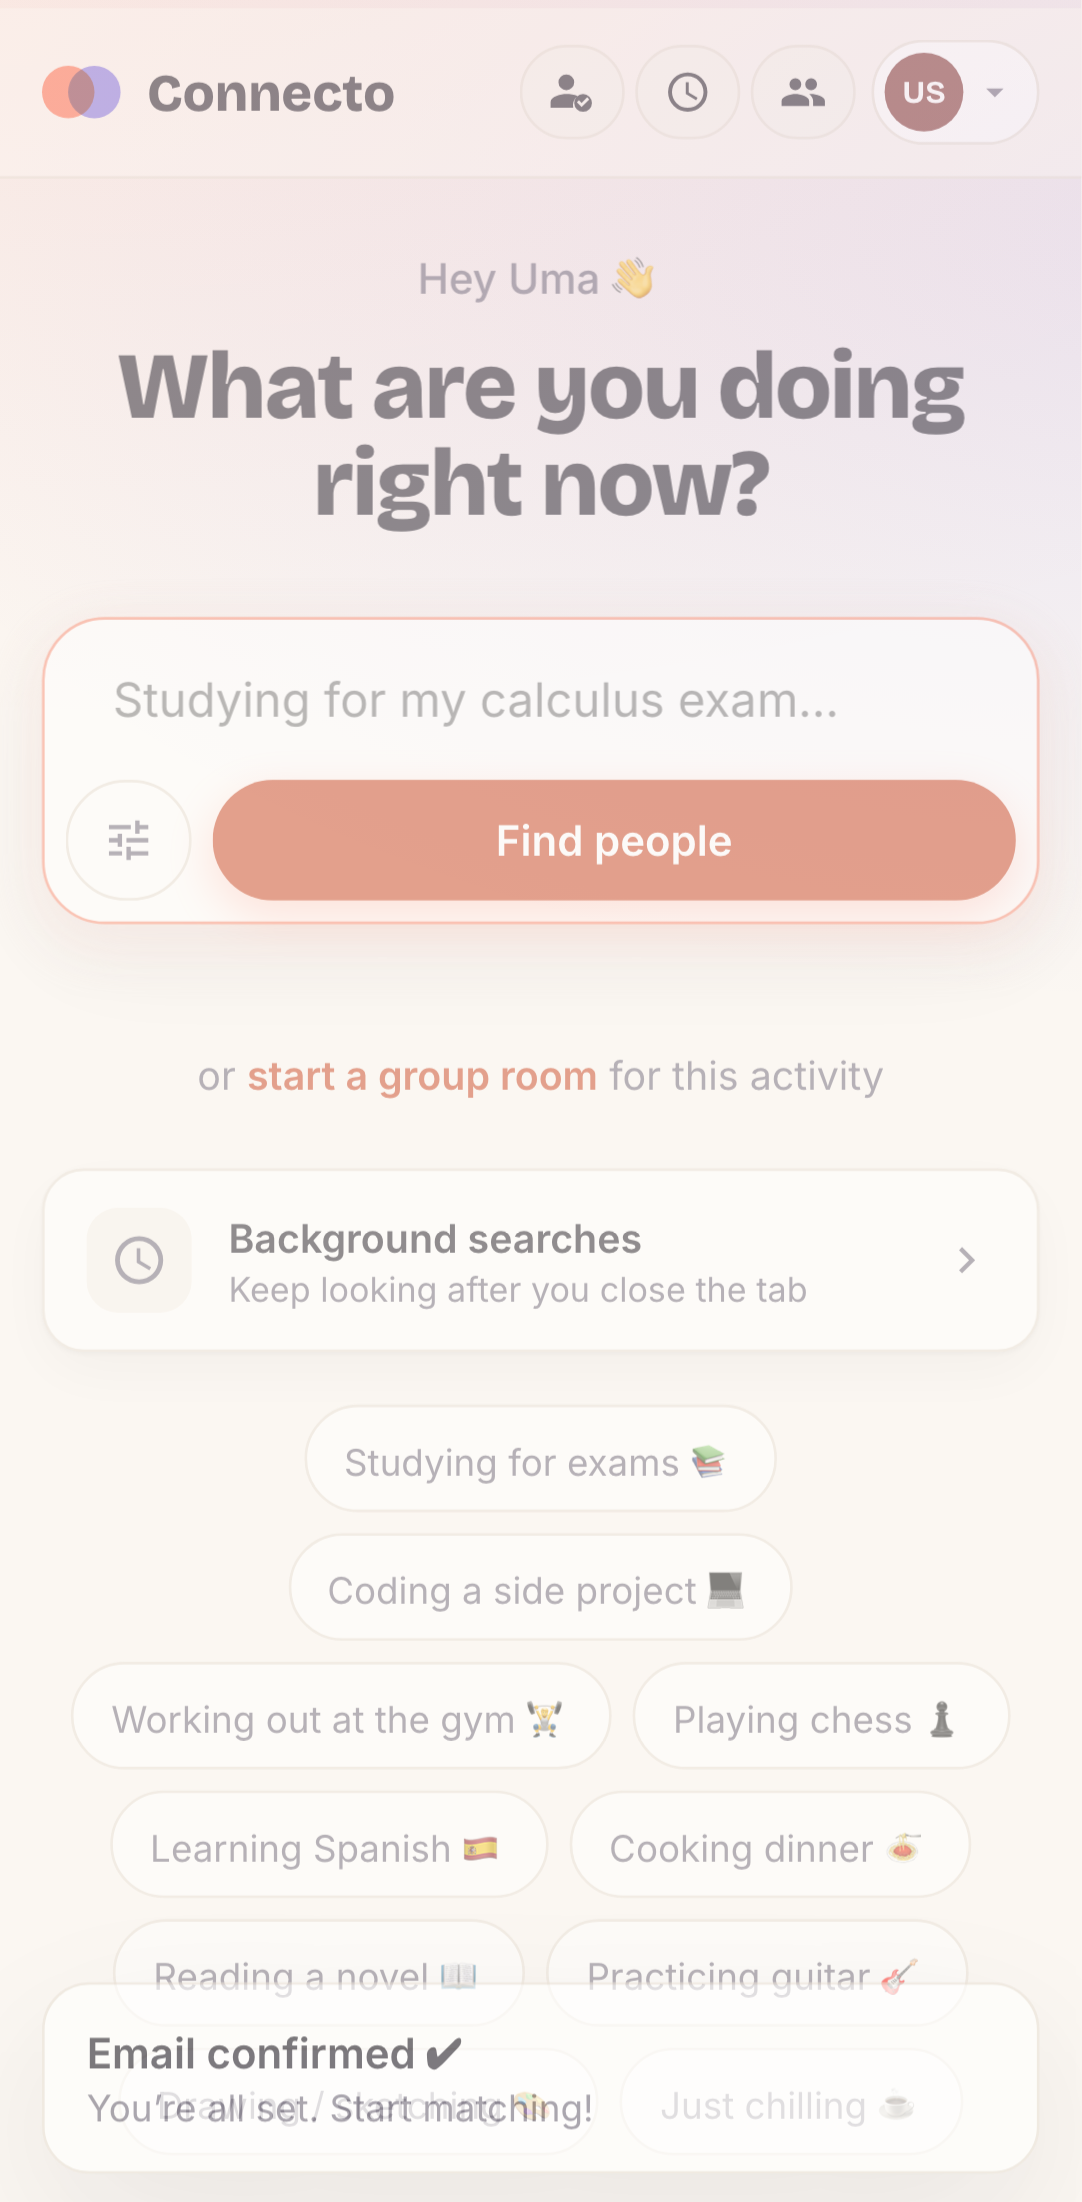 Connecto
US
Hey Uma 👋
What are you doing
right now?
Studying for my calculus exam...
Find people
or start a group room for this activity
Background searches
Keep looking after you close the tab
Studying for exams 📚
Coding a side project 💻
Working out at the gym 🏋️
Playing chess ♟️
Learning Spanish 🇪🇸
Cooking dinner 🍝
Reading a novel 📖
Practicing guitar 🎸
Email confirmed ✔
You're all set. Start matching!
Drawing / sketching 🎨
Just chilling ☕